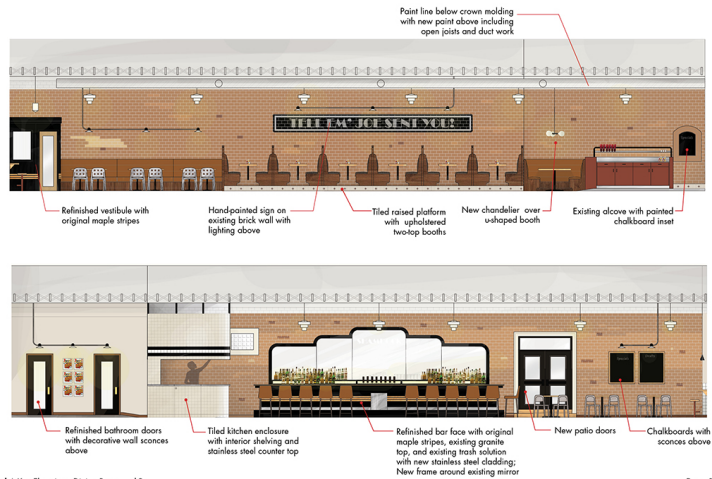 Paint line below crown molding
with new paint above including
open joists and duct work
TELL EM' JOE SENT YOU!
Refinished vestibule with
original maple stripes
Hand-painted sign on
existing brick wall with
lighting above
Tiled raised platform
with upholstered
two-top booths
New chandelier over
u-shaped booth
Existing alcove with painted
chalkboard inset
Refinished bathroom doors
with decorative wall sconces
above
Tiled kitchen enclosure
with interior shelving and
stainless steel counter top
Refinished bar face with original
maple stripes, existing granite
top, and existing trash solution
with new stainless steel cladding;
New frame around existing mirror
New patio doors
Chalkboards with
sconces above